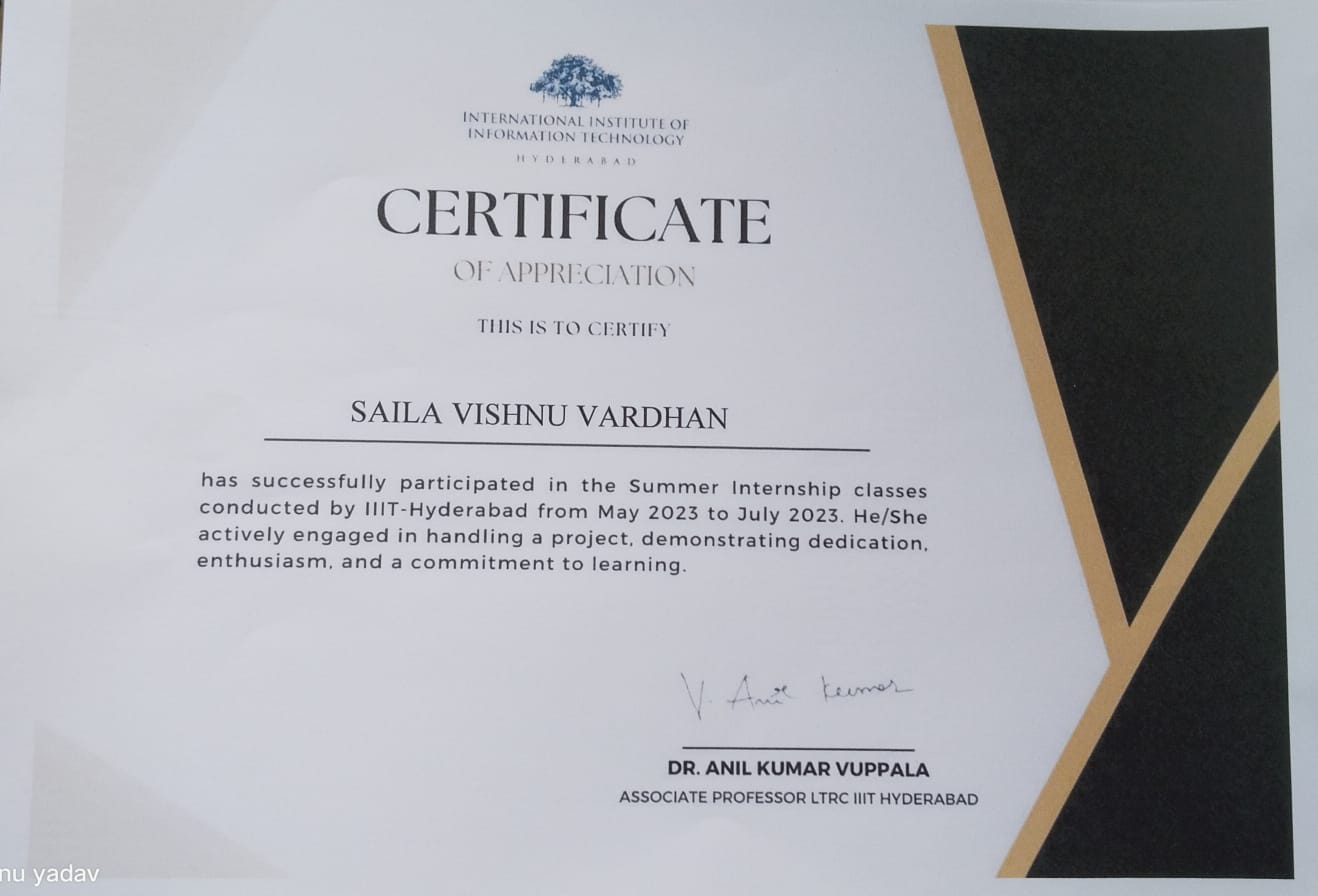 INTERNATIONAL INSTITUTE OF
INFORMATION TECHNOLOGY
HYDERABAD
CERTIFICATE
OF APPRECIATION
THIS IS TO CERTIFY
SAILA VISHNU VARDHAN
has successfully participated in the Summer Internship classes
conducted by IIIT-Hyderabad from May 2023 to July 2023. He/She
actively engaged in handling a project, demonstrating dedication,
enthusiasm, and a commitment to learning.
V. Anil Kumar
DR. ANIL KUMAR VUPPALA
ASSOCIATE PROFESSOR LTRC IIIT HYDERABAD
nu yadav